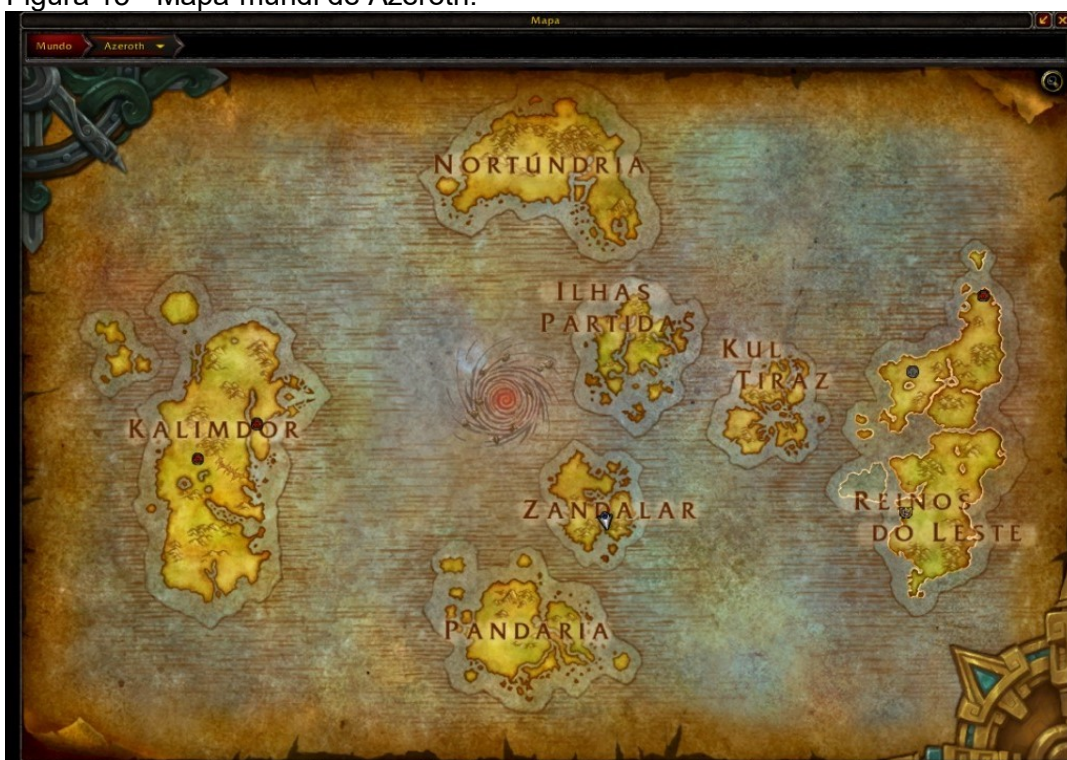 Figura 18 - Mapa-múndi de Azeroth.
Mapa
Mundo
Azeroth
NORTÚNDRIA
ILHAS
PARTIDAS
KUL
TIRAZ
KALIMDOR
ZANDALAR
REINOS
DO LESTE
PANDÁRIA